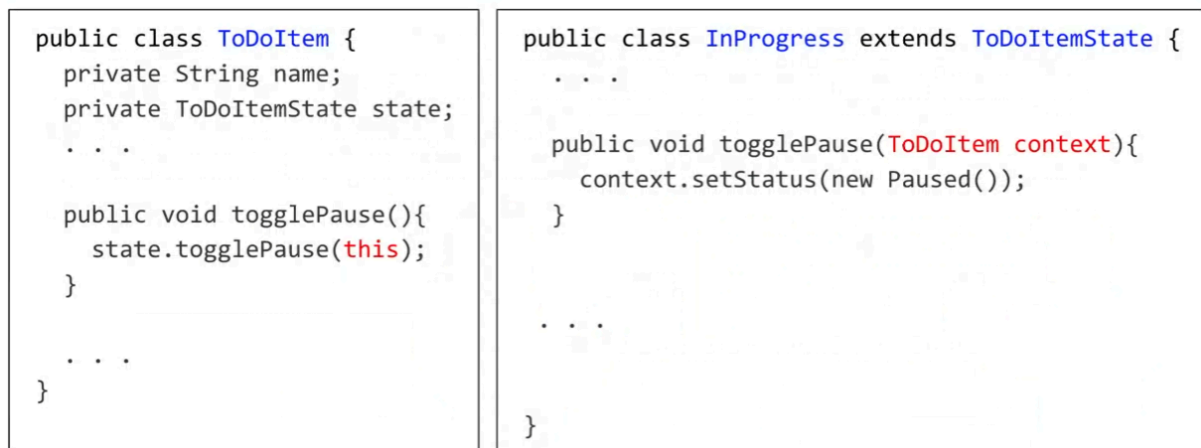 public class ToDoItem {
private String name;
private ToDoItemState state;
. . .
public void togglePause(){
state.togglePause(this);
}
. . .
}
public class InProgress extends ToDoItemState {
. . .
public void togglePause(ToDoItem context){
context.setStatus(new Paused());
}
. . .
}